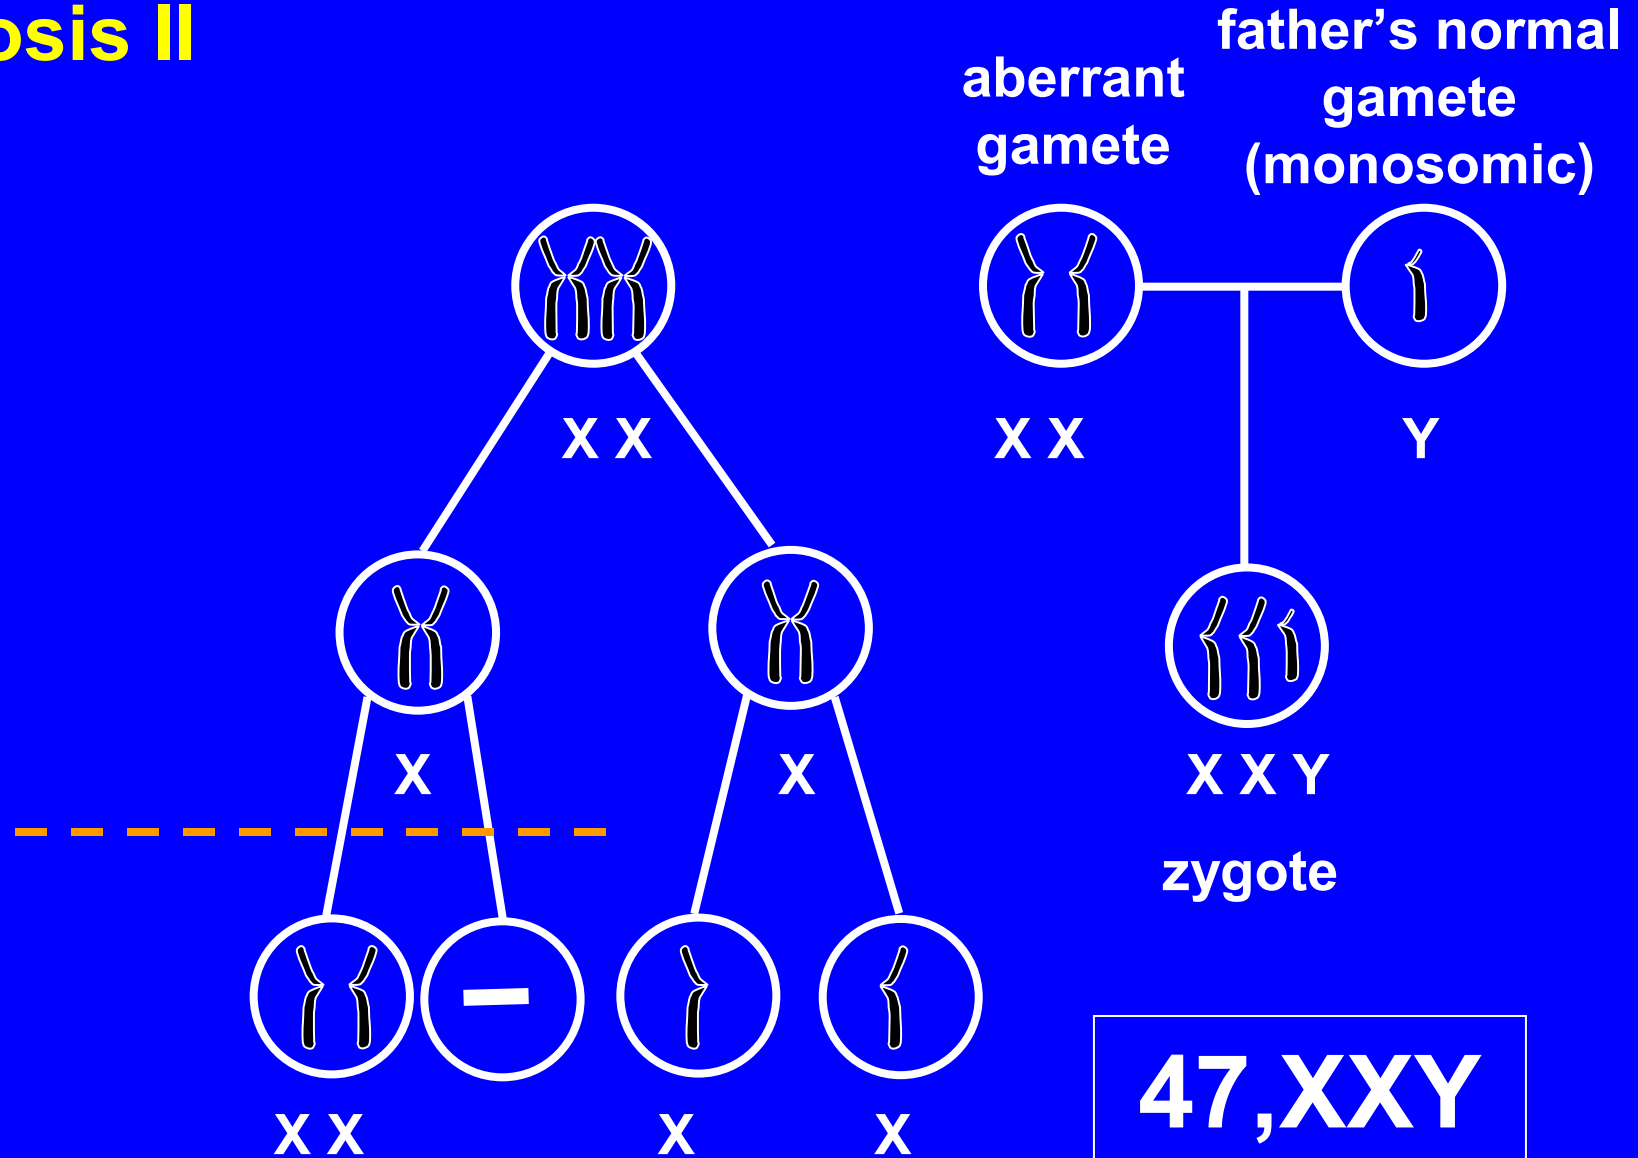 osis II
aberrant
gamete
father’s normal
gamete
(monosomic)
X X
X X
Y
X
X
X X Y
zygote
–
X X
X
X
47,XXY